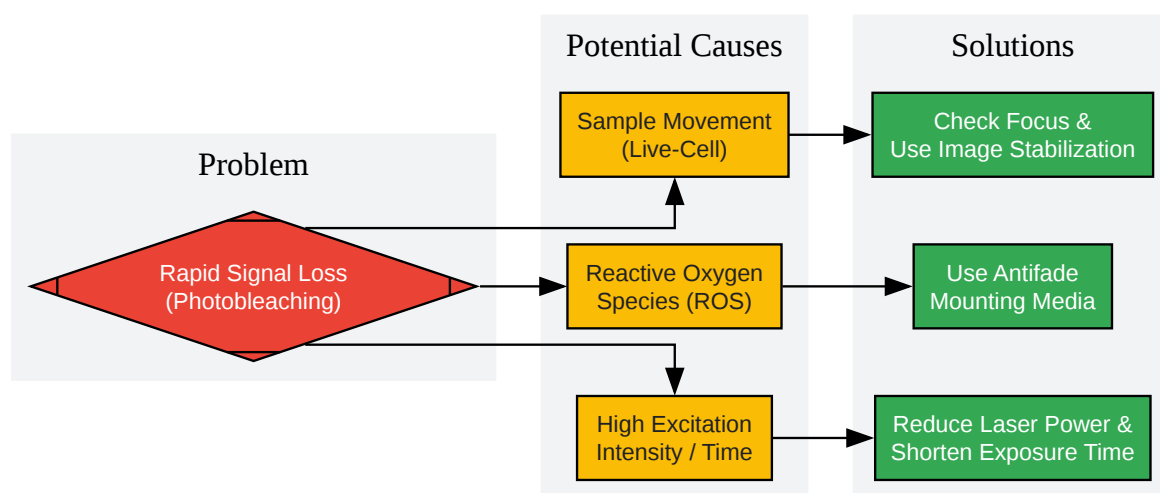 Problem
Rapid Signal Loss
(Photobleaching)
Potential Causes
Sample Movement
(Live-Cell)
Reactive Oxygen
Species (ROS)
High Excitation
Intensity / Time
Solutions
Check Focus &
Use Image Stabilization
Use Antifade
Mounting Media
Reduce Laser Power &
Shorten Exposure Time